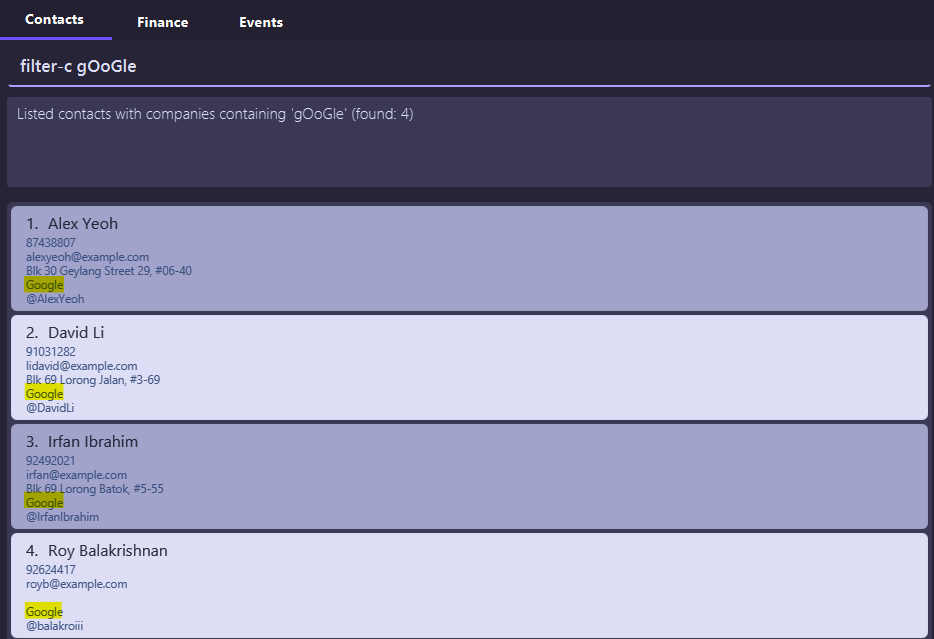 Contacts Finance Events
filter-c gOoGle
Listed contacts with companies containing 'gOoGle' (found: 4)
1. Alex Yeoh
87438807
alexyeoh@example.com
Blk 30 Geylang Street 29, #06-40
Google
@AlexYeoh
2. David Li
91031282
lidavid@example.com
Blk 69 Lorong Jalan, #3-69
Google
@DavidLi
3. Irfan Ibrahim
92492021
irfan@example.com
Blk 69 Lorong Batok, #5-55
Google
@IrfanIbrahim
4. Roy Balakrishnan
92624417
royb@example.com
Google
@balakroiii